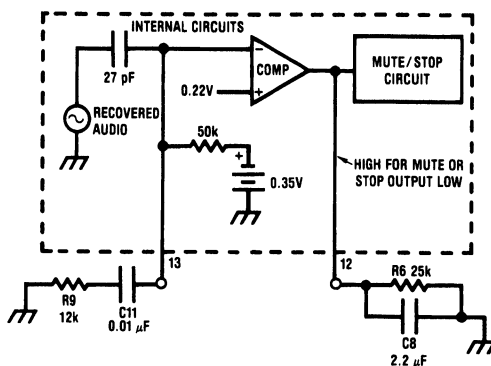 INTERNAL CIRCUITS
27 pF
RECOVERED
AUDIO
−
+
COMP
0.22V
MUTE/STOP
CIRCUIT
50k
+
0.35V
HIGH FOR MUTE OR
STOP OUTPUT LOW
13
12
R9
12k
C11
0.01 µF
R6 25k
C8
2.2 µF